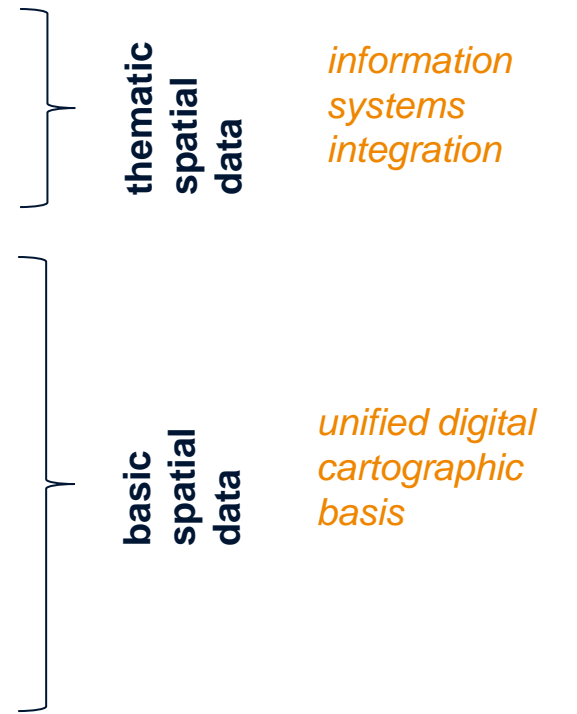 thematic
spatial
data
information
systems
integration
basic
spatial
data
unified digital
cartographic
basis